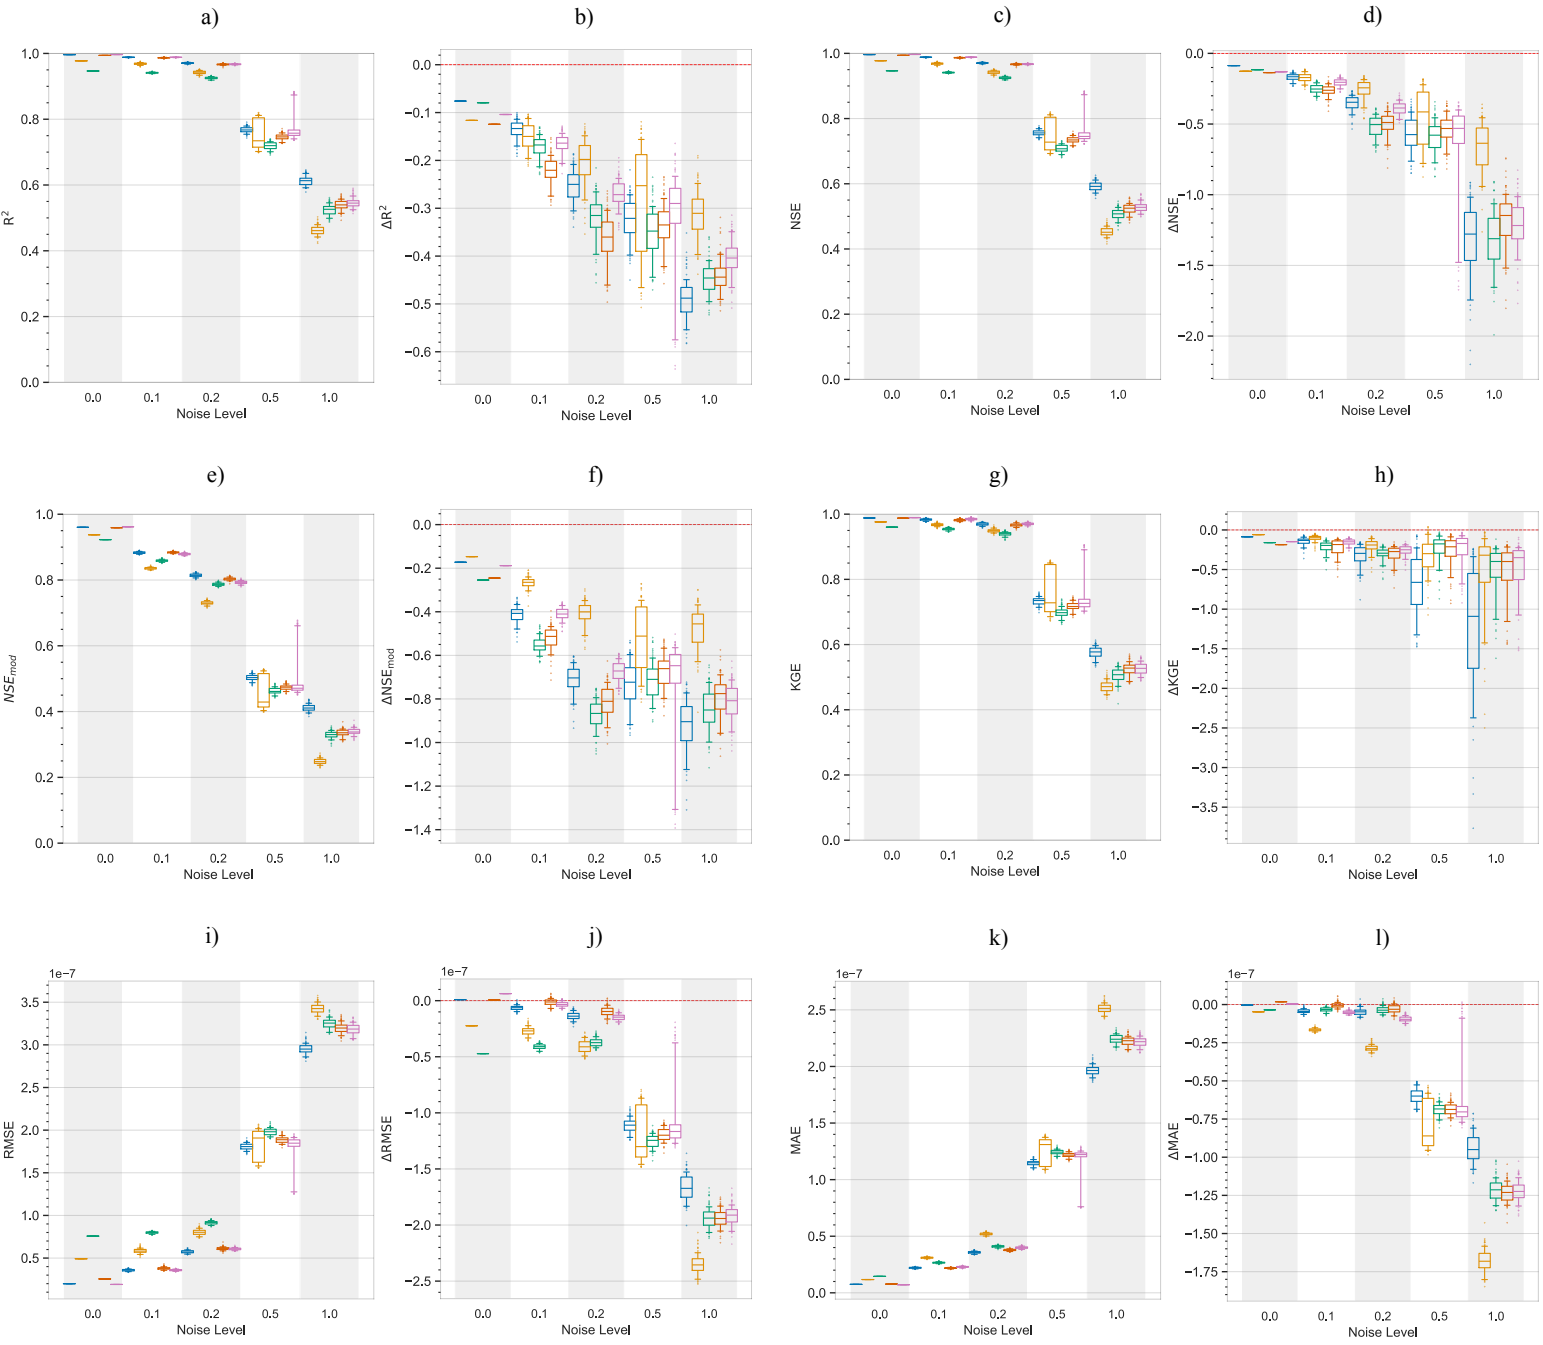 a)
b)
c)
d)
1.0
0.8
0.6
0.4
0.2
0.0
R²
0.0 0.1 0.2 0.5 1.0
Noise Level
0.0
−0.1
−0.2
−0.3
−0.4
−0.5
−0.6
ΔR²
0.0 0.1 0.2 0.5 1.0
Noise Level
1.0
0.8
0.6
0.4
0.2
0.0
NSE
0.0 0.1 0.2 0.5 1.0
Noise Level
0.0
−0.5
−1.0
−1.5
−2.0
ΔNSE
0.0 0.1 0.2 0.5 1.0
Noise Level
e)
f)
g)
h)
1.0
0.8
0.6
0.4
0.2
0.0
NSE_mod
0.0 0.1 0.2 0.5 1.0
Noise Level
0.0
−0.2
−0.4
−0.6
−0.8
−1.0
−1.2
−1.4
ΔNSE_mod
0.0 0.1 0.2 0.5 1.0
Noise Level
1.0
0.8
0.6
0.4
0.2
0.0
KGE
0.0 0.1 0.2 0.5 1.0
Noise Level
0.0
−0.5
−1.0
−1.5
−2.0
−2.5
−3.0
−3.5
ΔKGE
0.0 0.1 0.2 0.5 1.0
Noise Level
i)
j)
k)
l)
1e−7
3.5
3.0
2.5
2.0
1.5
1.0
0.5
RMSE
0.0 0.1 0.2 0.5 1.0
Noise Level
1e−7
0.0
−0.5
−1.0
−1.5
−2.0
−2.5
ΔRMSE
0.0 0.1 0.2 0.5 1.0
Noise Level
1e−7
2.5
2.0
1.5
1.0
0.5
0.0
MAE
0.0 0.1 0.2 0.5 1.0
Noise Level
1e−7
0.00
−0.25
−0.50
−0.75
−1.00
−1.25
−1.50
−1.75
ΔMAE
0.0 0.1 0.2 0.5 1.0
Noise Level